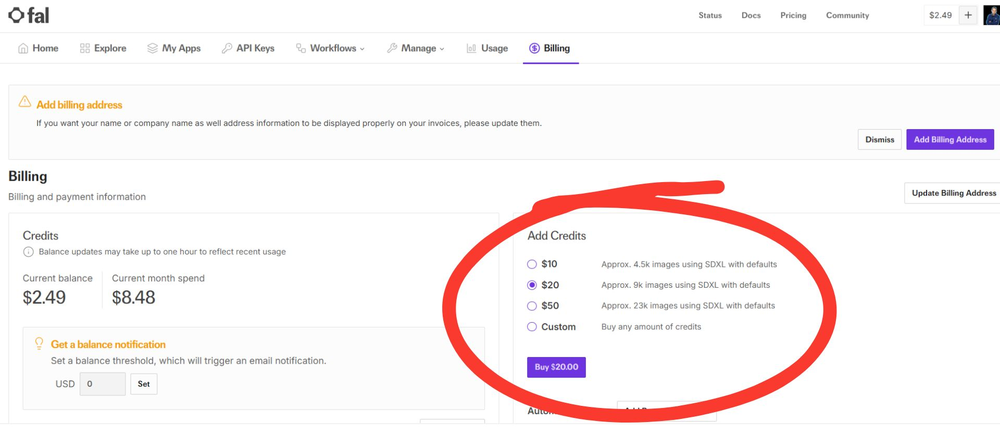 fal
Status
Docs
Pricing
Community
$2.49
+
Home
Explore
My Apps
API Keys
Workflows
Manage
Usage
Billing
Add billing address
If you want your name or company name as well address information to be displayed properly on your invoices, please update them.
Dismiss
Add Billing Address
Billing
Billing and payment information
Update Billing Address
Credits
Balance updates may take up to one hour to reflect recent usage
Current balance
Current month spend
$2.49
$8.48
Get a balance notification
Set a balance threshold, which will trigger an email notification.
USD
0
Set
Add Credits
$10
Approx. 4.5k images using SDXL with defaults
$20
Approx. 9k images using SDXL with defaults
$50
Approx. 23k images using SDXL with defaults
Custom
Buy any amount of credits
Buy $20.00